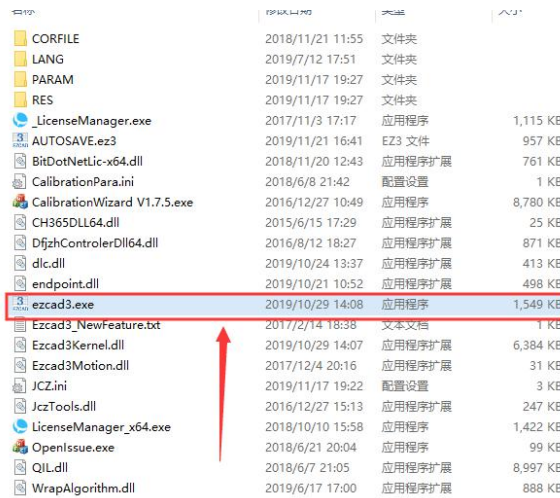 名称 修改日期 类型 大小
CORFILE 2018/11/21 11:55 文件夹
LANG 2019/7/12 17:51 文件夹
PARAM 2019/11/17 19:27 文件夹
RES 2019/11/17 19:27 文件夹
_LicenseManager.exe 2017/11/3 17:17 应用程序 1,115 KB
AUTOSAVE.ez3 2019/11/21 16:41 EZ3 文件 957 KB
BitDotNetLic-x64.dll 2018/11/20 12:43 应用程序扩展 761 KB
CalibrationPara.ini 2018/6/8 21:42 配置设置 1 KB
CalibrationWizard V1.7.5.exe 2016/12/27 10:49 应用程序 8,780 KB
CH365DLL64.dll 2015/6/15 17:29 应用程序扩展 25 KB
DfjzhControlerDll64.dll 2016/8/12 18:27 应用程序扩展 871 KB
dlc.dll 2019/10/24 13:37 应用程序扩展 413 KB
endpoint.dll 2019/10/21 10:52 应用程序扩展 498 KB
ezcad3.exe 2019/10/29 14:08 应用程序 1,549 KB
Ezcad3_NewFeature.txt 2017/2/14 18:38 文本文档 1 KB
Ezcad3Kernel.dll 2019/10/29 14:07 应用程序扩展 6,384 KB
Ezcad3Motion.dll 2017/12/4 20:16 应用程序扩展 31 KB
JCZ.ini 2019/11/17 19:22 配置设置 3 KB
JczTools.dll 2016/12/27 15:13 应用程序扩展 247 KB
LicenseManager_x64.exe 2018/10/10 15:58 应用程序 1,422 KB
OpenIssue.exe 2018/6/21 20:04 应用程序 99 KB
QIL.dll 2018/6/7 21:05 应用程序扩展 8,997 KB
WrapAlgorithm.dll 2019/6/17 17:00 应用程序扩展 888 KB